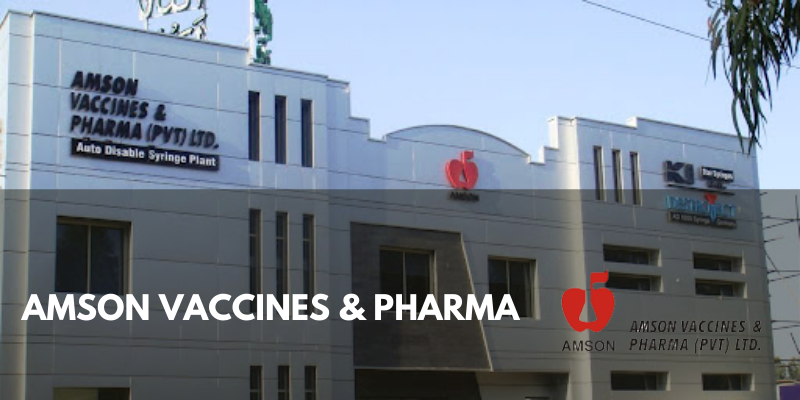 AMSON
VACCINES &
PHARMA (PVT) LTD.
Auto Disable Syringe Plant
AMSON
KI
AMSON VACCINES & PHARMA
AMSON
AMSON VACCINES &
PHARMA (PVT) LTD.